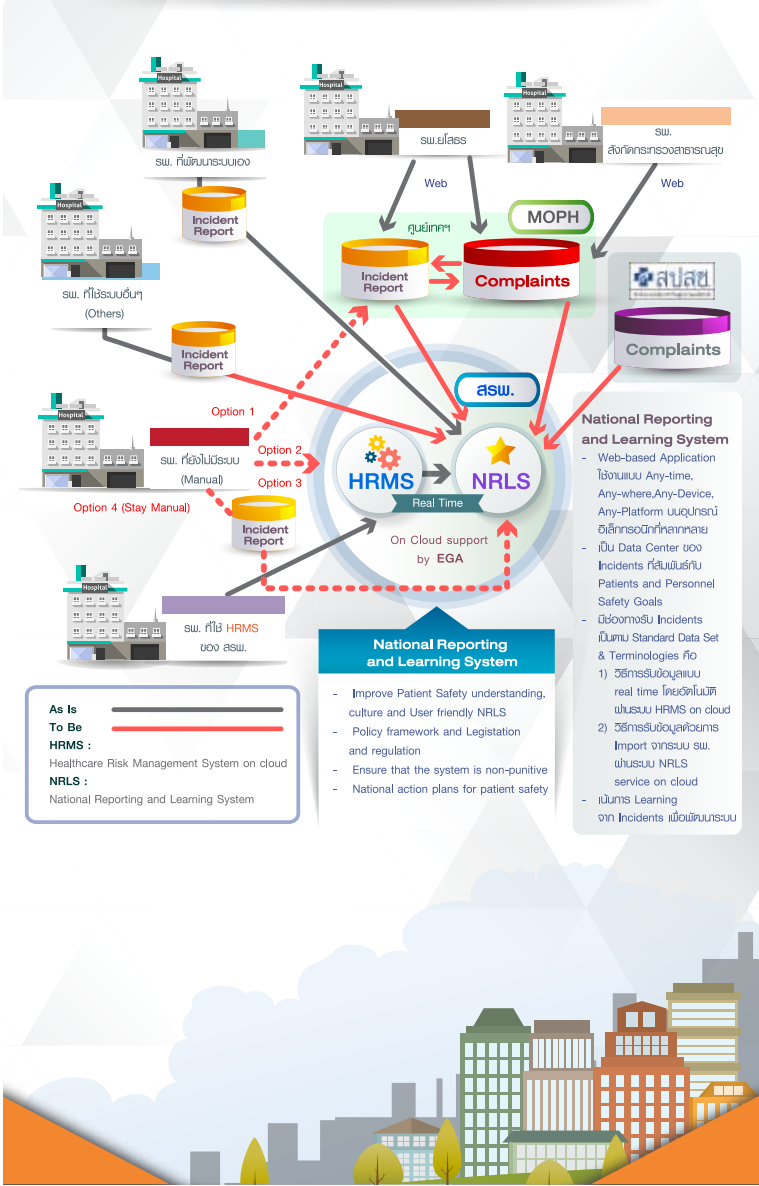 Hospital
รพ. ที่พัฒนาระบบเอง
Hospital
รพ.ยโสธร
Hospital
รพ.
สังกัดกระทรวงสาธารณสุข
Web
Web
Incident
Report
ศูนย์เทคฯ
MOPH
Incident
Report
Complaints
สปสช.
Complaints
Hospital
รพ. ที่ใช้ระบบอื่นๆ
(Others)
Incident
Report
สรพ.
Option 1
Hospital
รพ. ที่ยังไม่มีระบบ
(Manual)
Option 2
Option 3
Option 4 (Stay Manual)
Incident
Report
HRMS
NRLS
Real Time
On Cloud support
by EGA
Hospital
รพ. ที่ใช้ HRMS
ของ สรพ.
As Is
To Be
HRMS :
Healthcare Risk Management System on cloud
NRLS :
National Reporting and Learning System
National Reporting
and Learning System
- Improve Patient Safety understanding,
culture and User friendly NRLS
- Policy framework and Legistation
and regulation
- Ensure that the system is non-punitive
- National action plans for patient safety
National Reporting
and Learning System
- Web-based Application
ใช้งานแบบ Any-time,
Any-where,Any-Device,
Any-Platform บนอุปกรณ์
อิเล็กทรอนิกที่หลากหลาย
- เป็น Data Center ของ
Incidents ที่สัมพันธ์กับ
Patients and Personnel
Safety Goals
- มีช่องทางรับ Incidents
เป็นตาม Standard Data Set
& Terminologies คือ
1) วิธีการรับข้อมูลแบบ
real time โดยอัตโนมัติ
ผ่านระบบ HRMS on cloud
2) วิธีการรับข้อมูลด้วยการ
Import จากระบบ รพ.
ผ่านระบบ NRLS
service on cloud
- เน้นการ Learning
จาก Incidents เพื่อพัฒนาระบบ